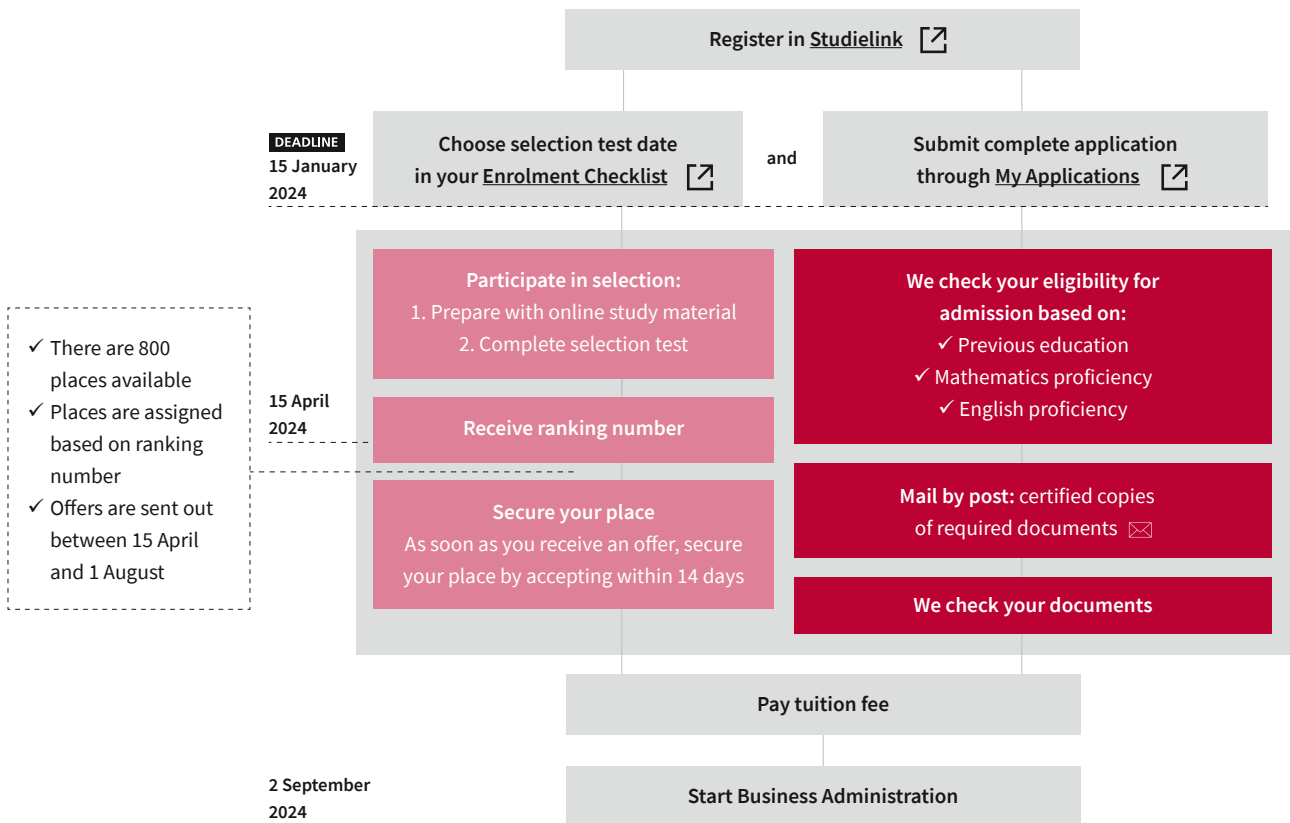 Register in Studielink
DEADLINE
15 January
2024
Choose selection test date
in your Enrolment Checklist
and
Submit complete application
through My Applications
Participate in selection:
1. Prepare with online study material
2. Complete selection test
We check your eligibility for
admission based on:
✓ Previous education
✓ Mathematics proficiency
✓ English proficiency
✓ There are 800
places available
✓ Places are assigned
based on ranking
number
✓ Offers are sent out
between 15 April
and 1 August
15 April
2024
Receive ranking number
Mail by post: certified copies
of required documents
Secure your place
As soon as you receive an offer, secure
your place by accepting within 14 days
We check your documents
Pay tuition fee
2 September
2024
Start Business Administration